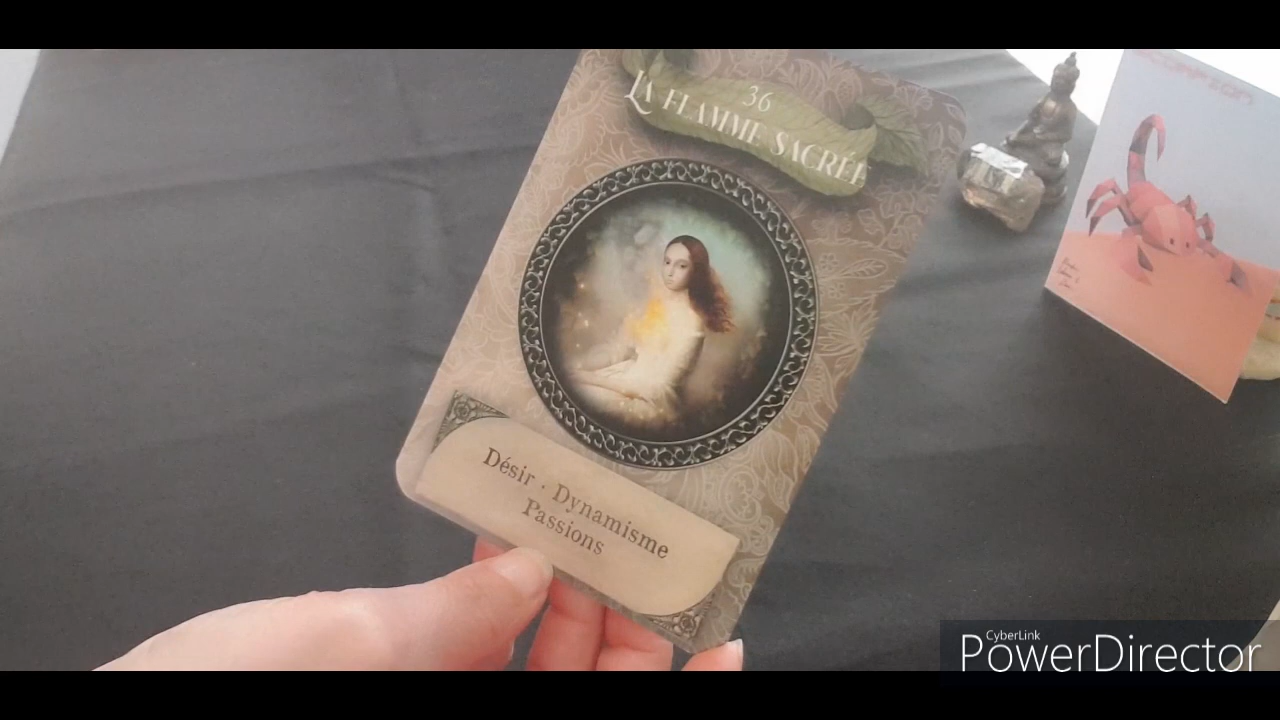 36
LA FLAMME SACRÉE
Désir . Dynamisme
Passions
CyberLink
PowerDirector